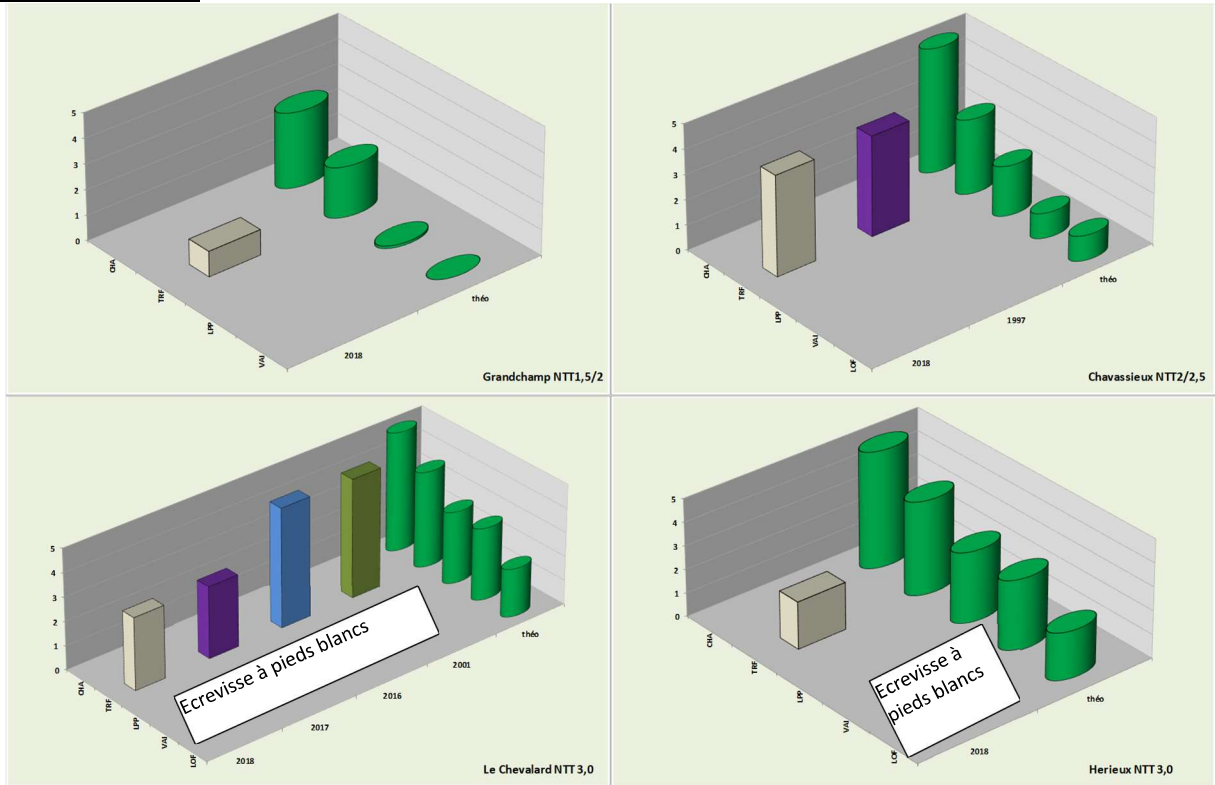 5
4
3
2
1
0
CHA
TRF
LPP
VAI
2018
théo
Grandchamp NTT1,5/2
5
4
3
2
1
0
CHA
TRF
LPP
VAI
LOF
2018
1997
théo
Chavassieux NTT2/2,5
5
4
3
2
1
0
CHA
TRF
LPP
VAI
LOF
2018
2017
2016
2001
théo
Ecrevisse à pieds blancs
Le Chevalard NTT 3,0
5
4
3
2
1
0
CHA
TRF
LPP
VAI
LOF
2018
théo
Ecrevisse à
pieds blancs
Herieux NTT 3,0